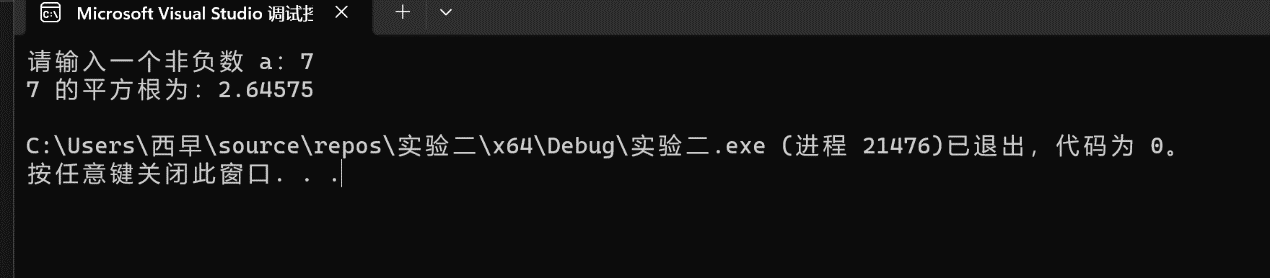 Microsoft Visual Studio 调试
请输入一个非负数 a: 7
7 的平方根为: 2.64575
C:\Users\西早\source\repos\实验二\x64\Debug\实验二.exe (进程 21476)已退出，代码为 0。
按任意键关闭此窗口. . .